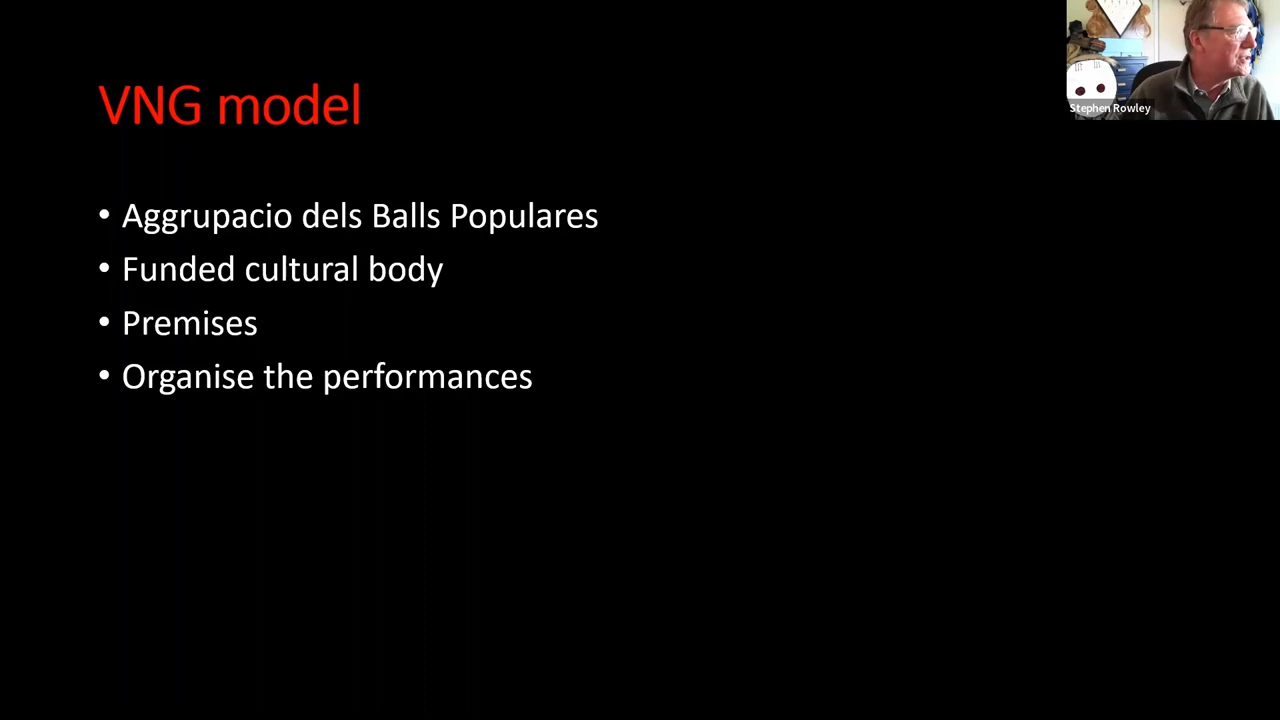 VNG model
• Aggrupacio dels Balls Populares
• Funded cultural body
• Premises
• Organise the performances
Stephen Rowley